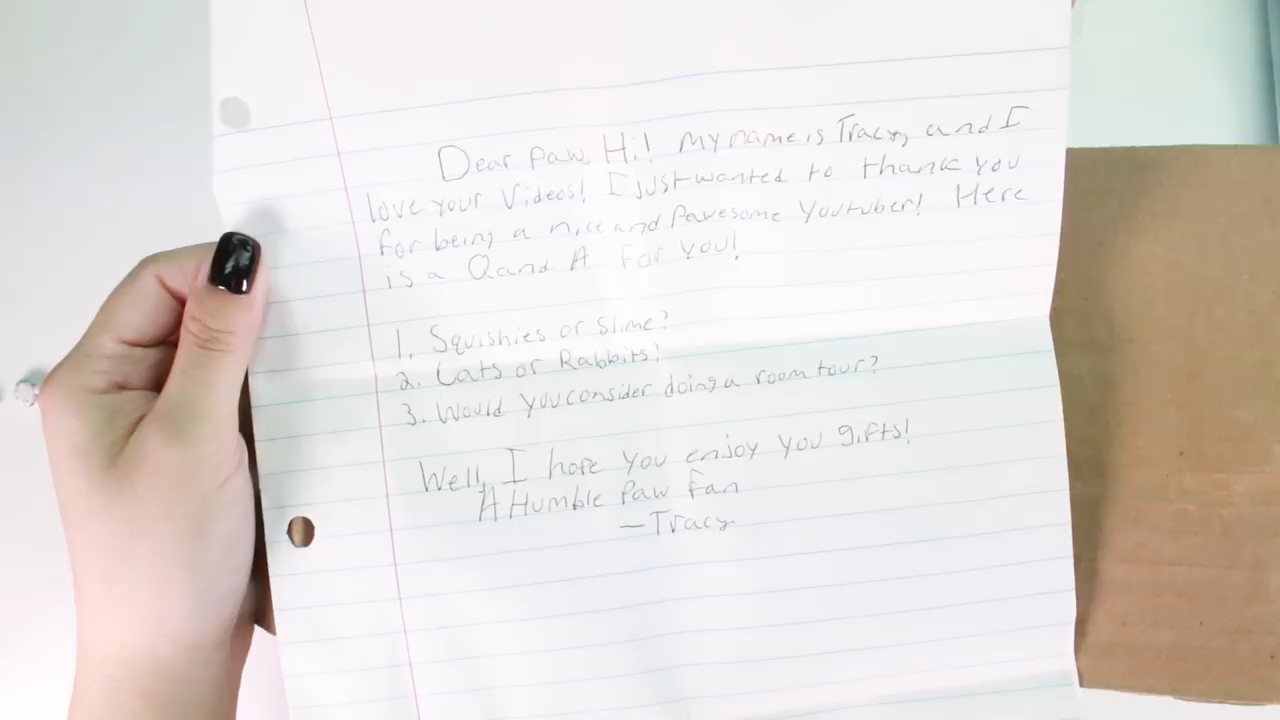 Dear Paw, Hi! My name is Tracy, and I
love your Videos! I just wanted to thank you
for being a nice and Pawesome Youtuber! Here
is a Q and A for you!
1. Squishies or Slime?
2. Cats or Rabbits?
3. Would you consider doing a room tour?
Well, I hope you enjoy you gifts!
A Humble Paw fan
-Tracy